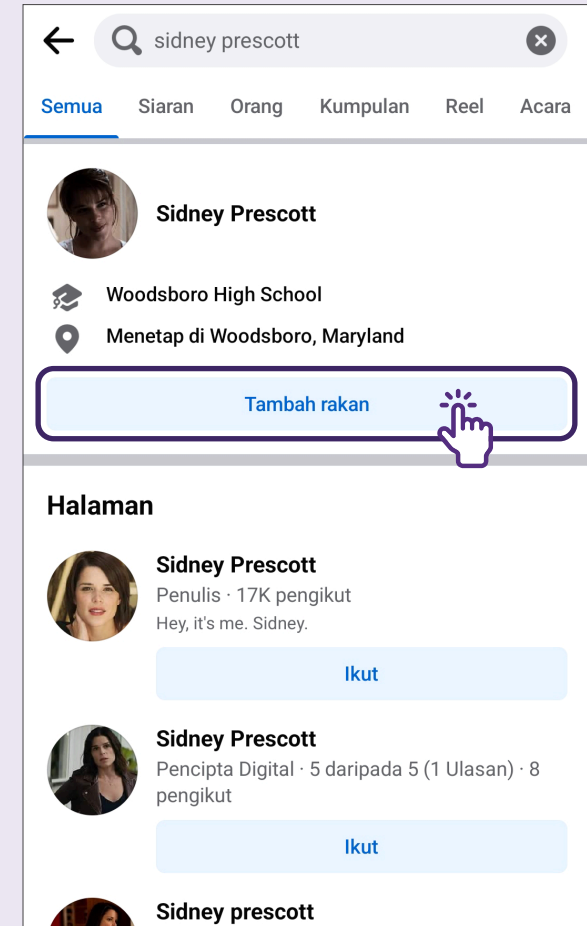 sidney prescott
Semua Siaran Orang Kumpulan Reel Acara
Sidney Prescott
Woodsboro High School
Menetap di Woodsboro, Maryland
Tambah rakan
Halaman
Sidney Prescott
Penulis · 17K pengikut
Hey, it's me. Sidney.
Ikut
Sidney Prescott
Pencipta Digital · 5 daripada 5 (1 Ulasan) · 8
pengikut
Ikut
Sidney prescott